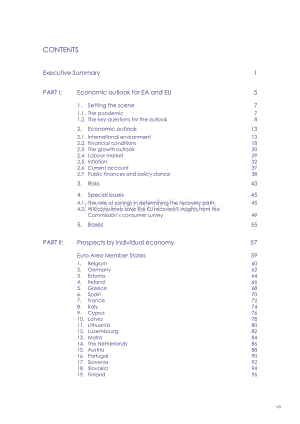 CONTENTS
Executive Summary 1
PART I: Economic outlook for EA and EU 5
1. Setting the scene 7
1.1. The pandemic 7
1.2. The key questions for the outlook 8
2. Economic outlook 13
2.1. International environment 13
2.2. Financial conditions 18
2.3. The growth outlook 20
2.4. Labour market 29
2.5. Inflation 32
2.6. Current account 37
2.7. Public finances and policy stance 38
3. Risks 43
4. Special issues 45
4.1. The role of savings in determining the recovery path 45
4.2. Will consumers save the EU recovery? Insights from the
Commission's consumer survey 49
5. Boxes 55
PART II: Prospects by individual economy 57
Euro Area Member States 59
1. Belgium 60
2. Germany 62
3. Estonia 64
4. Ireland 66
5. Greece 68
6. Spain 70
7. France 72
8. Italy 74
9. Cyprus 76
10. Latvia 78
11. Lithuania 80
12. Luxembourg 82
13. Malta 84
14. The Netherlands 86
15. Austria 88
16. Portugal 90
17. Slovenia 92
18. Slovakia 94
19. Finland 96
vii